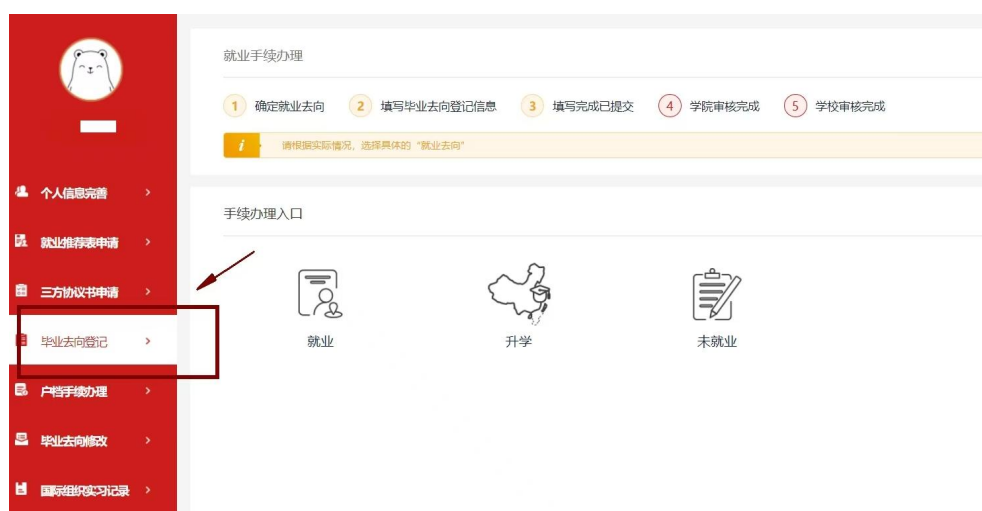 就业手续办理
1 确定就业去向 2 填写毕业去向登记信息 3 填写完成已提交 4 学院审核完成 5 学校审核完成
i 请根据实际情况，选择具体的“就业去向”
个人信息完善
就业推荐表申请
三方协议书申请
毕业去向登记
户档手续办理
毕业去向修改
国际组织实习记录
手续办理入口
就业 升学 未就业